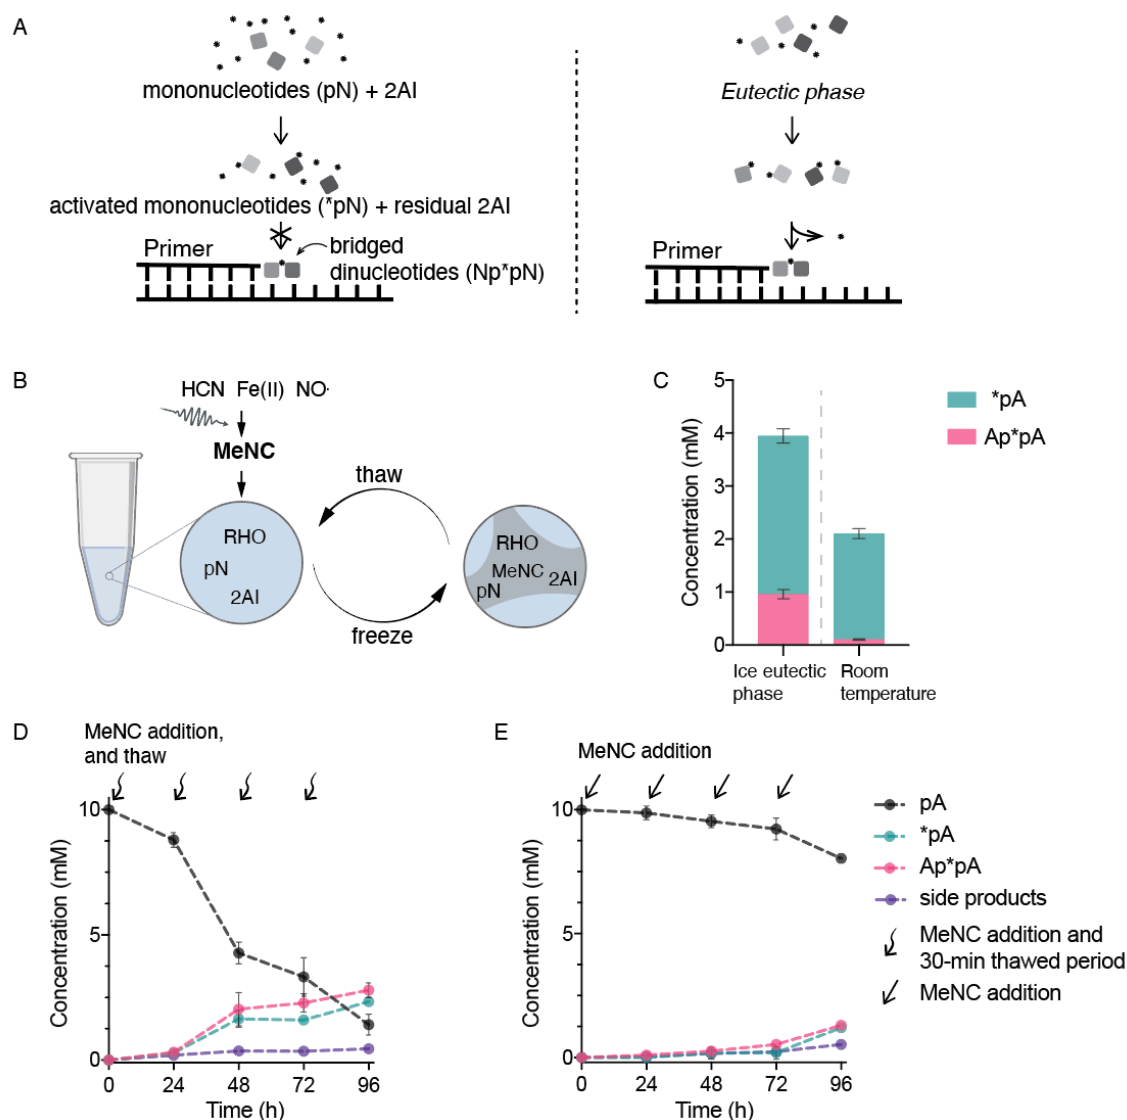 A
mononucleotides (pN) + 2AI
activated mononucleotides (*pN) + residual 2AI
Primer
bridged
dinucleotides (Np*pN)
Eutectic phase
Primer
B
HCN Fe(II) NO·
MeNC
RHO
pN
2AI
thaw
freeze
RHO
MeNC
pN
2AI
C
Concentration (mM)
5
4
3
2
1
0
Ice eutectic
phase
Room
temperature
*pA
Ap*pA
D
MeNC addition,
and thaw
Concentration (mM)
10
5
0
0 24 48 72 96
Time (h)
E
MeNC addition
Concentration (mM)
10
5
0
0 24 48 72 96
Time (h)
pA
*pA
Ap*pA
side products
MeNC addition and
30-min thawed period
MeNC addition